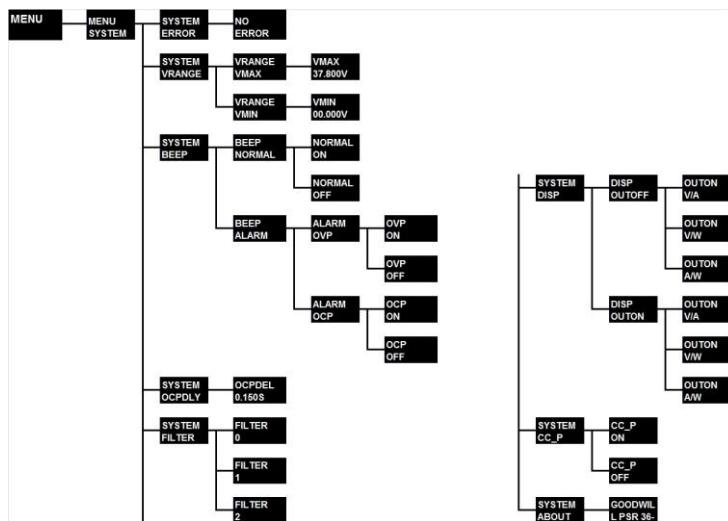 MENU
MENU
SYSTEM
SYSTEM
ERROR
NO
ERROR
SYSTEM
VRANGE
VRANGE
VMAX
VMAX
37.800V
VRANGE
VMIN
VMIN
00.000V
SYSTEM
BEEP
BEEP
NORMAL
NORMAL
ON
NORMAL
OFF
BEEP
ALARM
ALARM
OVP
OVP
ON
OVP
OFF
ALARM
OCP
OCP
ON
OCP
OFF
SYSTEM
OCPDLY
OCPDEL
0.150S
SYSTEM
FILTER
FILTER
0
FILTER
1
FILTER
2
SYSTEM
DISP
DISP
OUTOFF
OUTON
V/A
OUTON
V/W
OUTON
A/W
DISP
OUTON
OUTON
V/A
OUTON
V/W
OUTON
A/W
SYSTEM
CC_P
CC_P
ON
CC_P
OFF
SYSTEM
ABOUT
GOODWIL
L PSR 36-